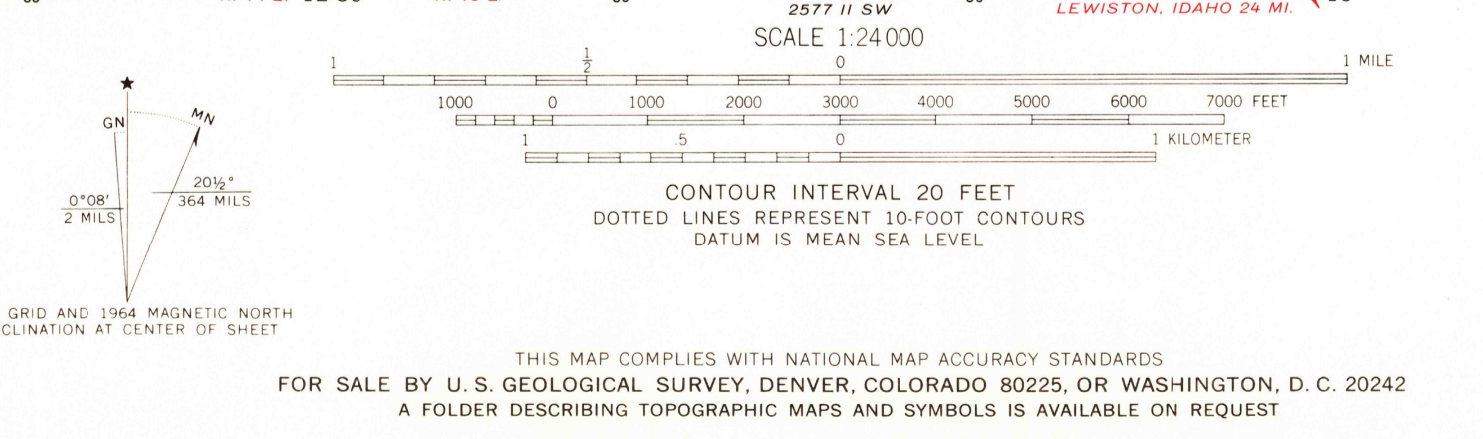 2577 II SW
LEWISTON, IDAHO 24 MI.
SCALE 1:24 000
1 1/2 0 1 MILE
1000 0 1000 2000 3000 4000 5000 6000 7000 FEET
1 .5 0 1 KILOMETER
CONTOUR INTERVAL 20 FEET
DOTTED LINES REPRESENT 10-FOOT CONTOURS
DATUM IS MEAN SEA LEVEL
GN
MN
0°08'
2 MILS
20½°
364 MILS
GRID AND 1964 MAGNETIC NORTH
CLINATION AT CENTER OF SHEET
THIS MAP COMPLIES WITH NATIONAL MAP ACCURACY STANDARDS
FOR SALE BY U. S. GEOLOGICAL SURVEY, DENVER, COLORADO 80225, OR WASHINGTON, D. C. 20242
A FOLDER DESCRIBING TOPOGRAPHIC MAPS AND SYMBOLS IS AVAILABLE ON REQUEST